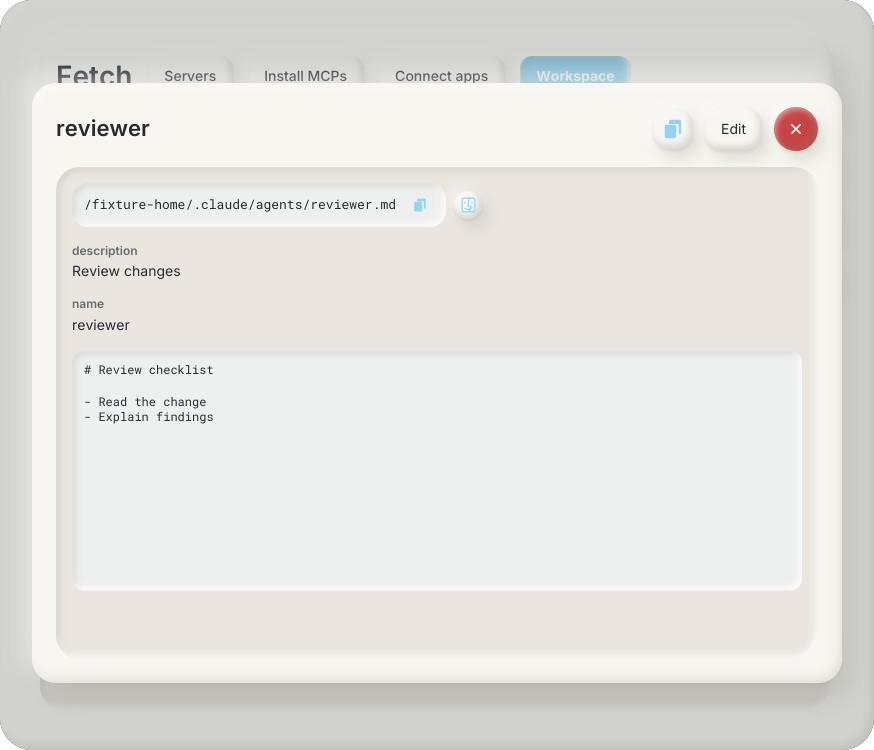 Fetch
Servers
Install MCPs
Connect apps
Workspace
reviewer
Edit
/fixture-home/.claude/agents/reviewer.md
description
Review changes
name
reviewer
# Review checklist
- Read the change
- Explain findings